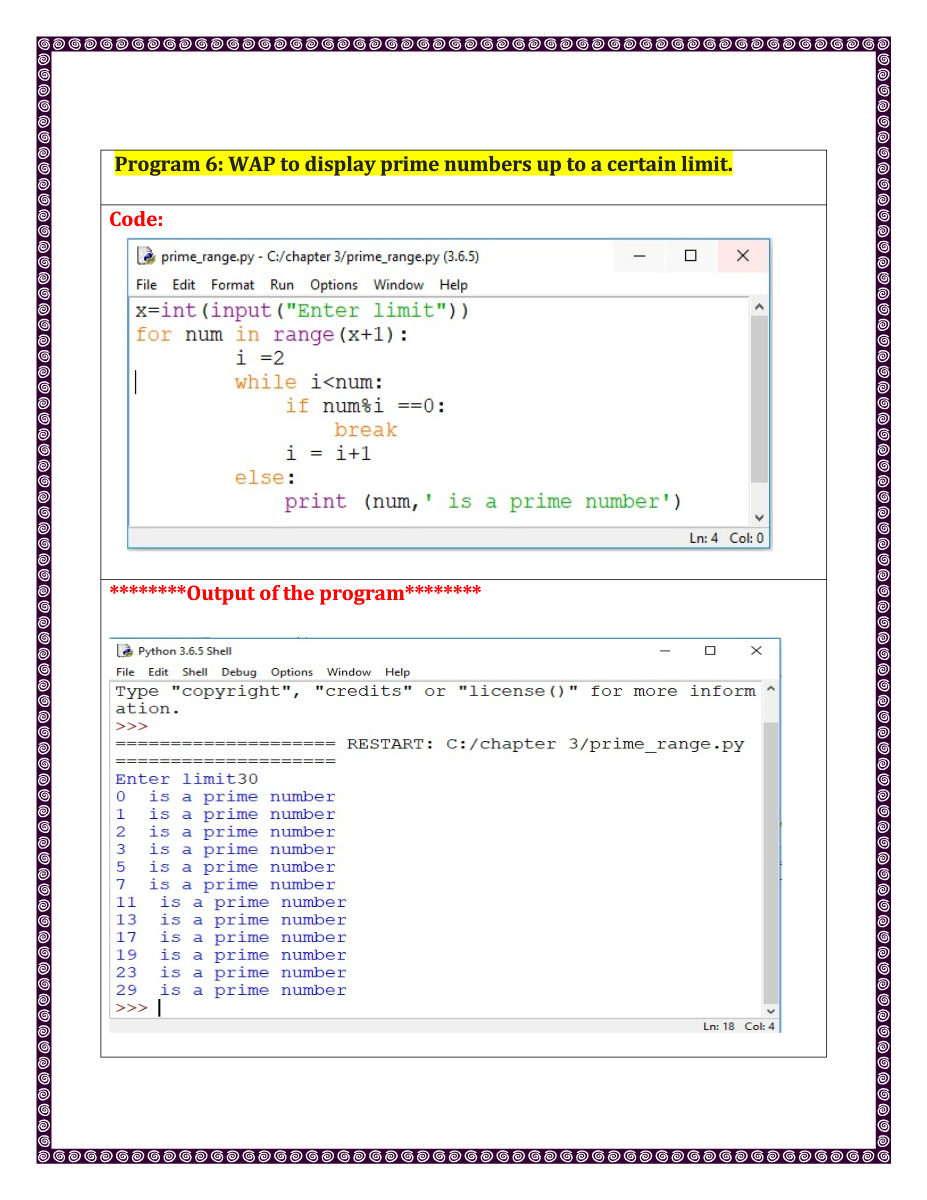 Program 6: WAP to display prime numbers up to a certain limit.
Code:
prime_range.py - C:/chapter 3/prime_range.py (3.6.5)
File Edit Format Run Options Window Help
x=int(input("Enter limit"))
for num in range(x+1):
        i =2
        while i<num:
            if num%i ==0:
                break
            i = i+1
        else:
            print (num,' is a prime number')
Ln: 4 Col: 0
********Output of the program********
Python 3.6.5 Shell
File Edit Shell Debug Options Window Help
Type "copyright", "credits" or "license()" for more inform
ation.
>>>
==================== RESTART: C:/chapter 3/prime_range.py
====================
Enter limit30
0  is a prime number
1  is a prime number
2  is a prime number
3  is a prime number
5  is a prime number
7  is a prime number
11  is a prime number
13  is a prime number
17  is a prime number
19  is a prime number
23  is a prime number
29  is a prime number
>>>
Ln: 18 Col: 4